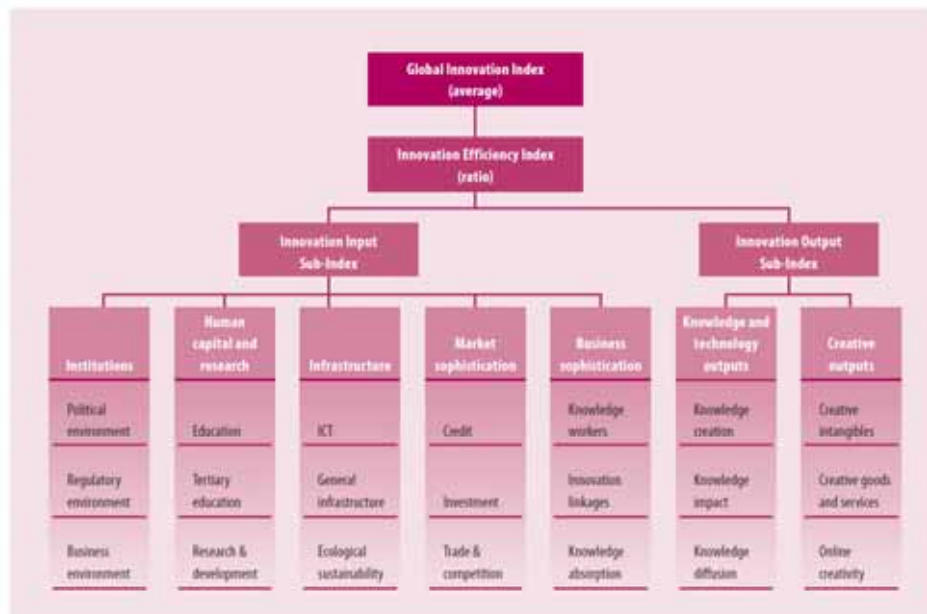 Global Innovation Index
(average)
Innovation Efficiency Index
(ratio)
Innovation Input
Sub-Index
Innovation Output
Sub-Index
Institutions
Human
capital and
research
Infrastructure
Market
sophistication
Business
sophistication
Knowledge and
technology
outputs
Creative
outputs
Political
environment
Education
ICT
Credit
Knowledge
workers
Knowledge
creation
Creative
intangibles
Regulatory
environment
Tertiary
education
General
infrastructure
Investment
Innovation
linkages
Knowledge
impact
Creative goods
and services
Business
environment
Research &
development
Ecological
sustainability
Trade &
competition
Knowledge
absorption
Knowledge
diffusion
Online
creativity